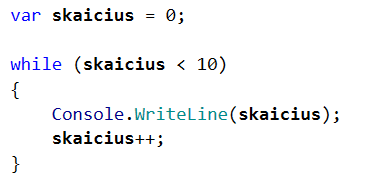 var skaicius = 0;
while (skaicius < 10)
{
    Console.WriteLine(skaicius);
    skaicius++;
}